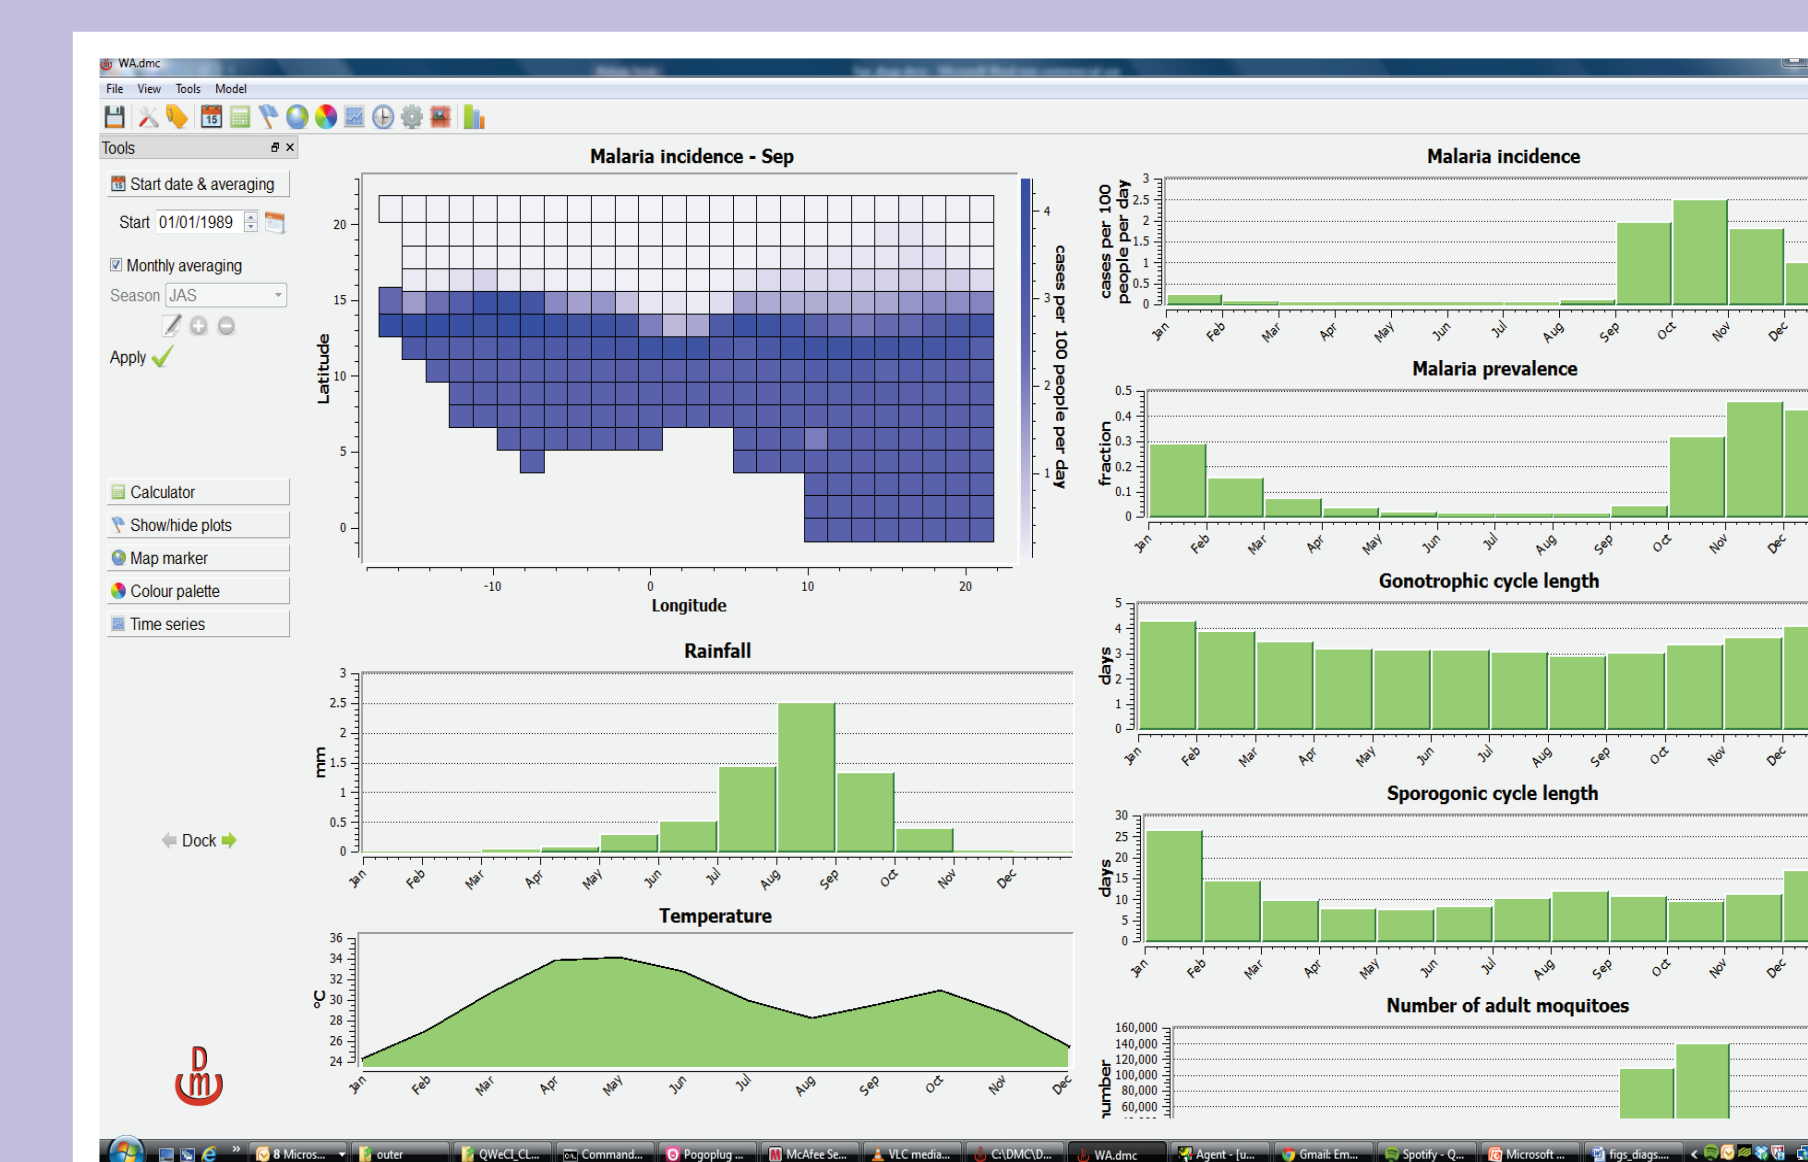 WA.dmc
File View Tools Model
Tools
Start date & averaging
Start 01/01/1989
Monthly averaging
Season JAS
Apply
Calculator
Show/hide plots
Map marker
Colour palette
Time series
Dock
Dm
Malaria incidence - Sep
Latitude
20
15
10
5
0
-10 0 10 20
Longitude
4
3
2
1
cases per 100 people per day
Rainfall
mm
3
2.5
2
1.5
1
0.5
0
Jan Feb Mar Apr May Jun Jul Aug Sep Oct Nov Dec
Temperature
°C
36
34
32
30
28
26
24
Jan Feb Mar Apr May Jun Jul Aug Sep Oct Nov Dec
Malaria incidence
cases per 100
people per day
3
2.5
2
1.5
1
0.5
0
Jan Feb Mar Apr May Jun Jul Aug Sep Oct Nov Dec
Malaria prevalence
fraction
0.5
0.4
0.3
0.2
0.1
0
Jan Feb Mar Apr May Jun Jul Aug Sep Oct Nov Dec
Gonotrophic cycle length
days
5
4
3
2
1
0
Jan Feb Mar Apr May Jun Jul Aug Sep Oct Nov Dec
Sporogonic cycle length
days
30
25
20
15
10
5
0
Jan Feb Mar Apr May Jun Jul Aug Sep Oct Nov Dec
Number of adult moquitoes
number
160,000
140,000
120,000
100,000
80,000
60,000
8 Micros... outer QWeCI_CL... Command... Pogoplug ... McAfee Se... VLC media... C:\DMC\D... WA.dmc Agent - [u... Gmail: Em... Spotify - Q... Microsoft ... figs_diags....